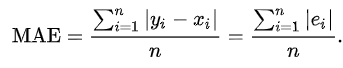 MAE = \frac{\sum_{i=1}^{n} |y_i - x_i|}{n} = \frac{\sum_{i=1}^{n} |e_i|}{n}.